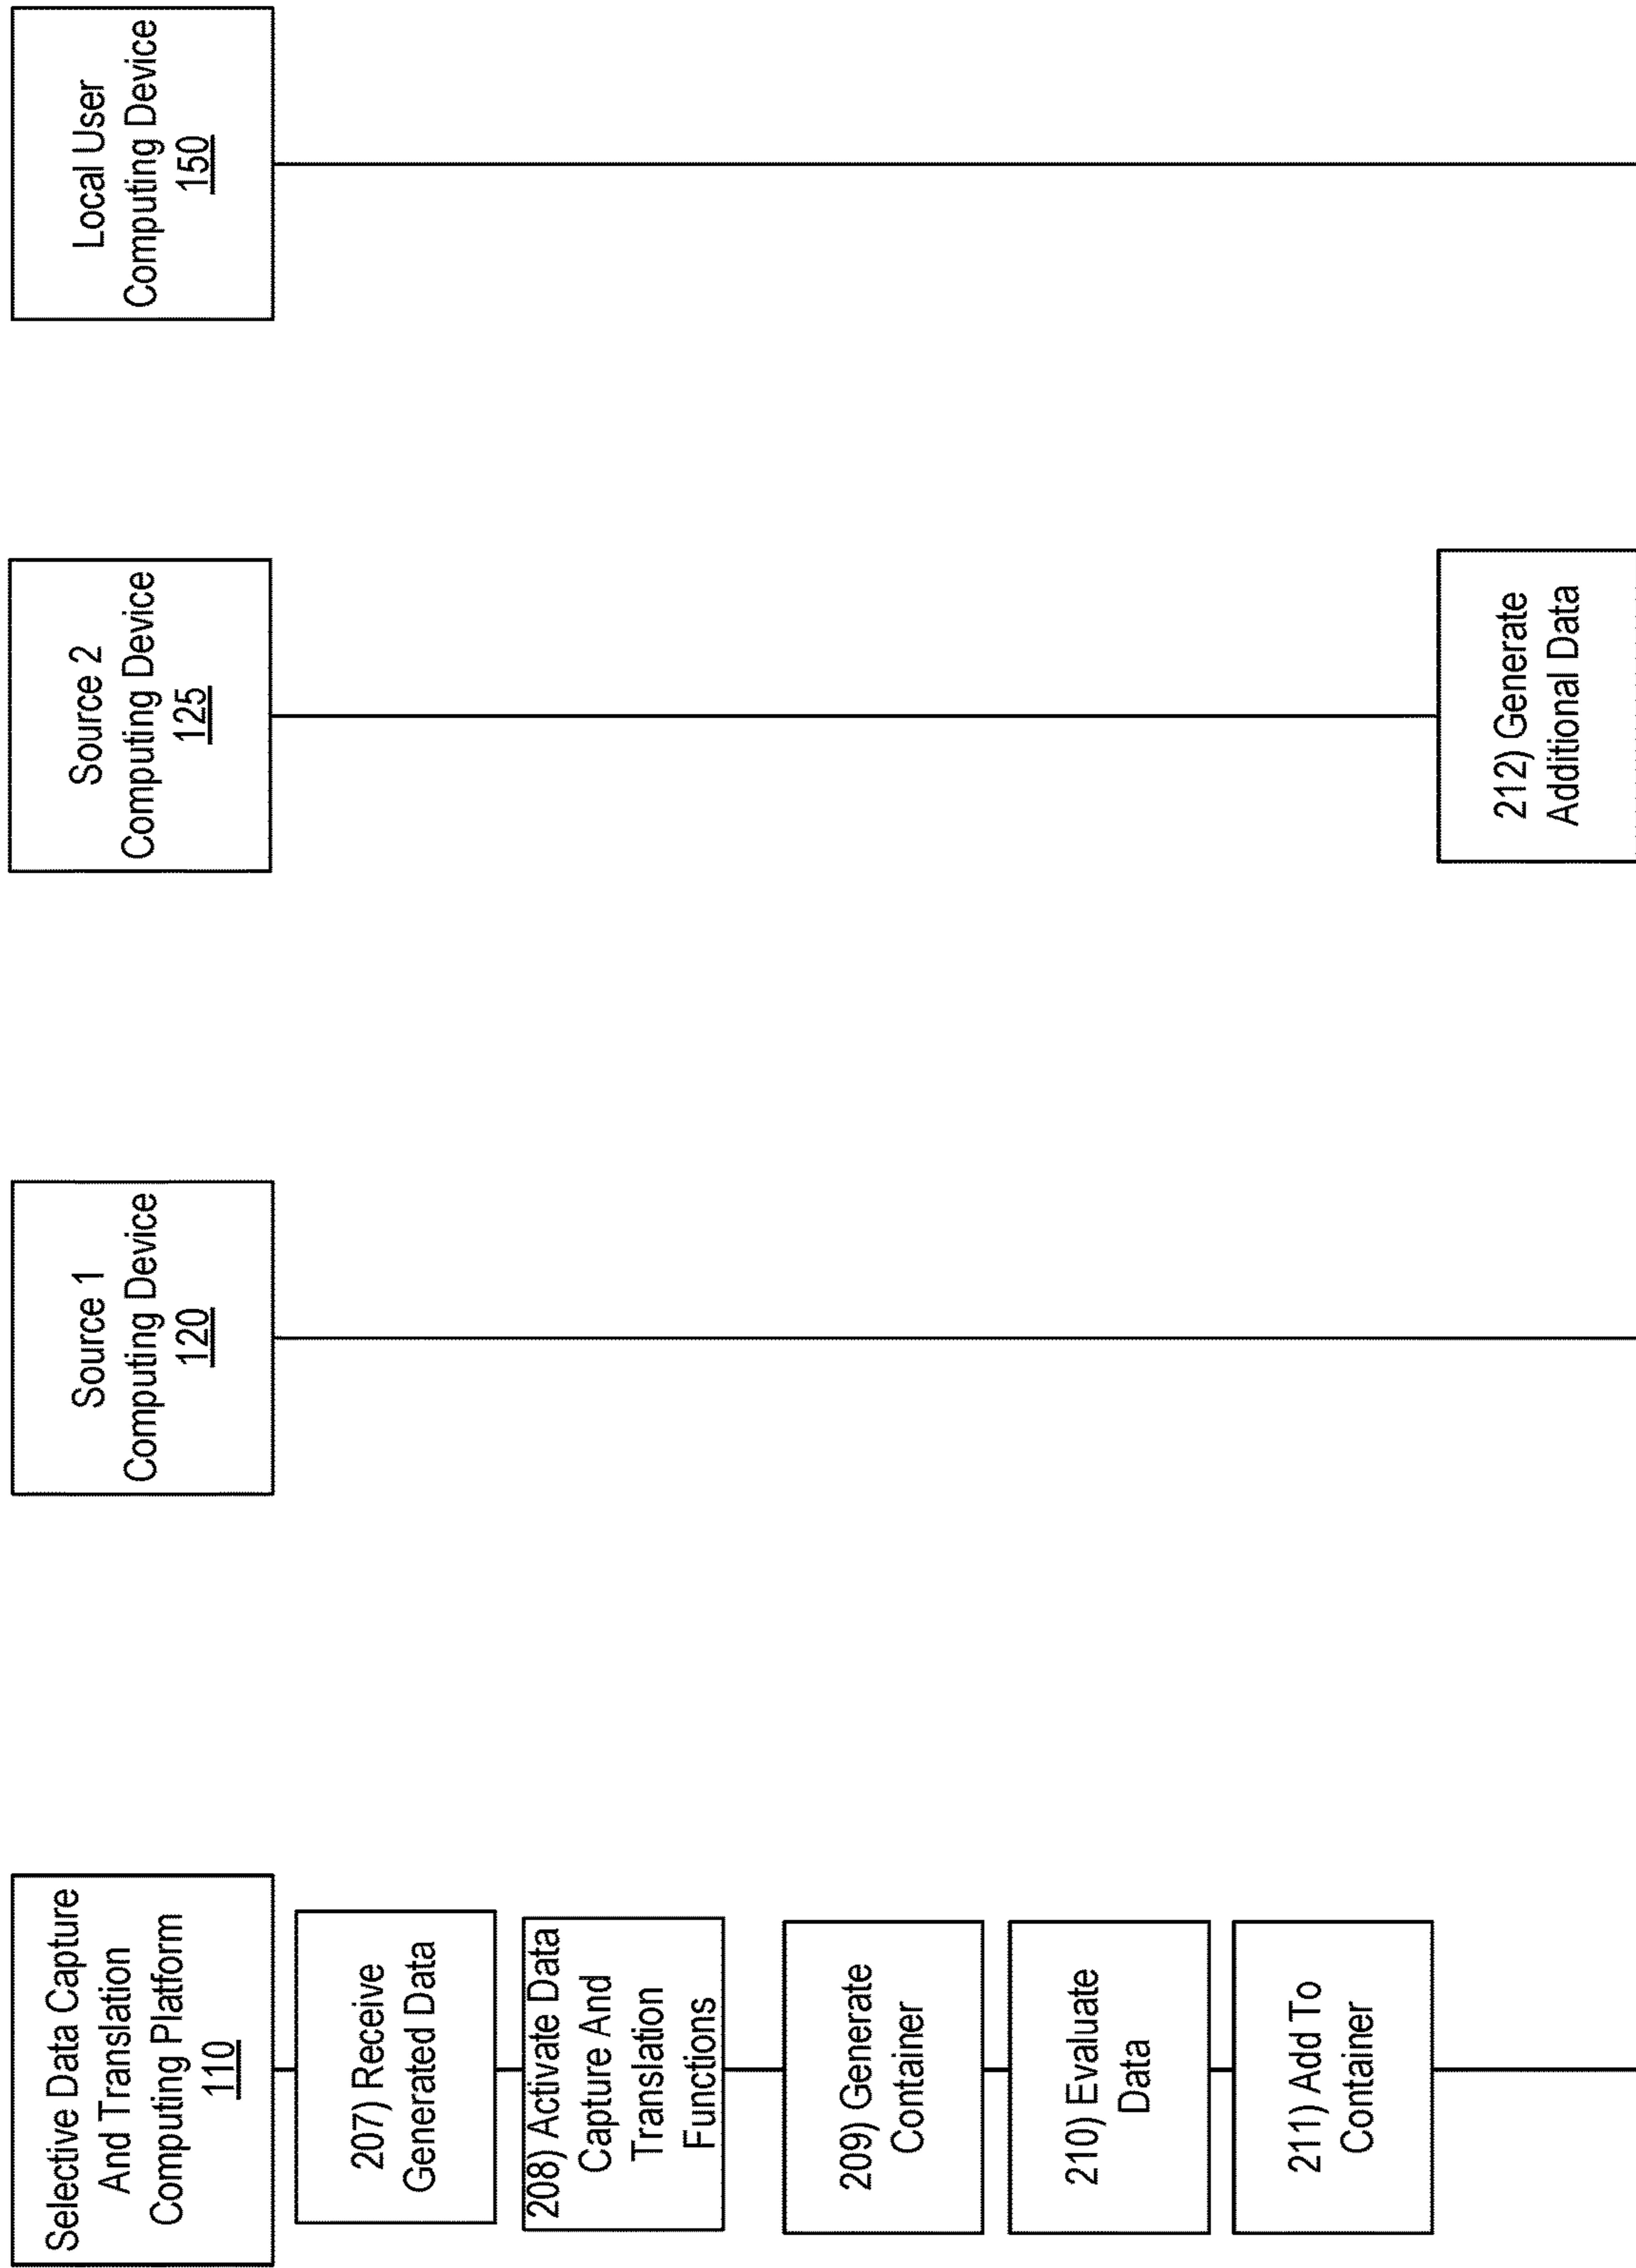 Selective Data Capture
And Translation
Computing Platform
110
Source 1
Computing Device
120
Source 2
Computing Device
125
Local User
Computing Device
150
207) Receive
Generated Data
208) Activate Data
Capture And
Translation
Functions
209) Generate
Container
210) Evaluate
Data
211) Add To
Container
212) Generate
Additional Data